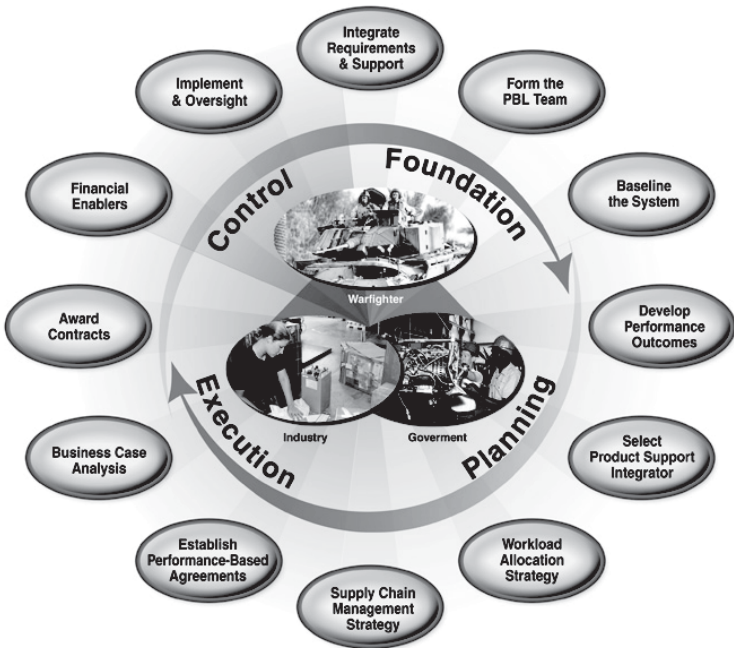 Integrate
Requirements
& Support
Form the
PBL Team
Baseline
the System
Develop
Performance
Outcomes
Select
Product Support
Integrator
Workload
Allocation
Strategy
Supply Chain
Management
Strategy
Establish
Performance-Based
Agreements
Business Case
Analysis
Award
Contracts
Financial
Enablers
Implement
& Oversight
Control
Foundation
Planning
Execution
Warfighter
Industry
Goverment